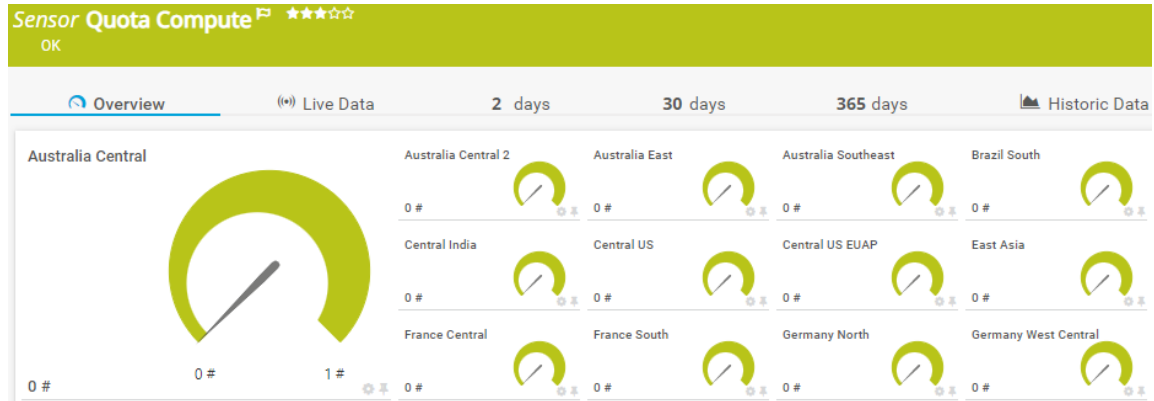 Sensor Quota Compute
OK
Overview
Live Data
2 days
30 days
365 days
Historic Data
Australia Central
0 #
0 #
1 #
Australia Central 2
0 #
Australia East
0 #
Australia Southeast
0 #
Brazil South
0 #
Central India
0 #
Central US
0 #
Central US EUAP
0 #
East Asia
0 #
France Central
0 #
France South
0 #
Germany North
0 #
Germany West Central
0 #